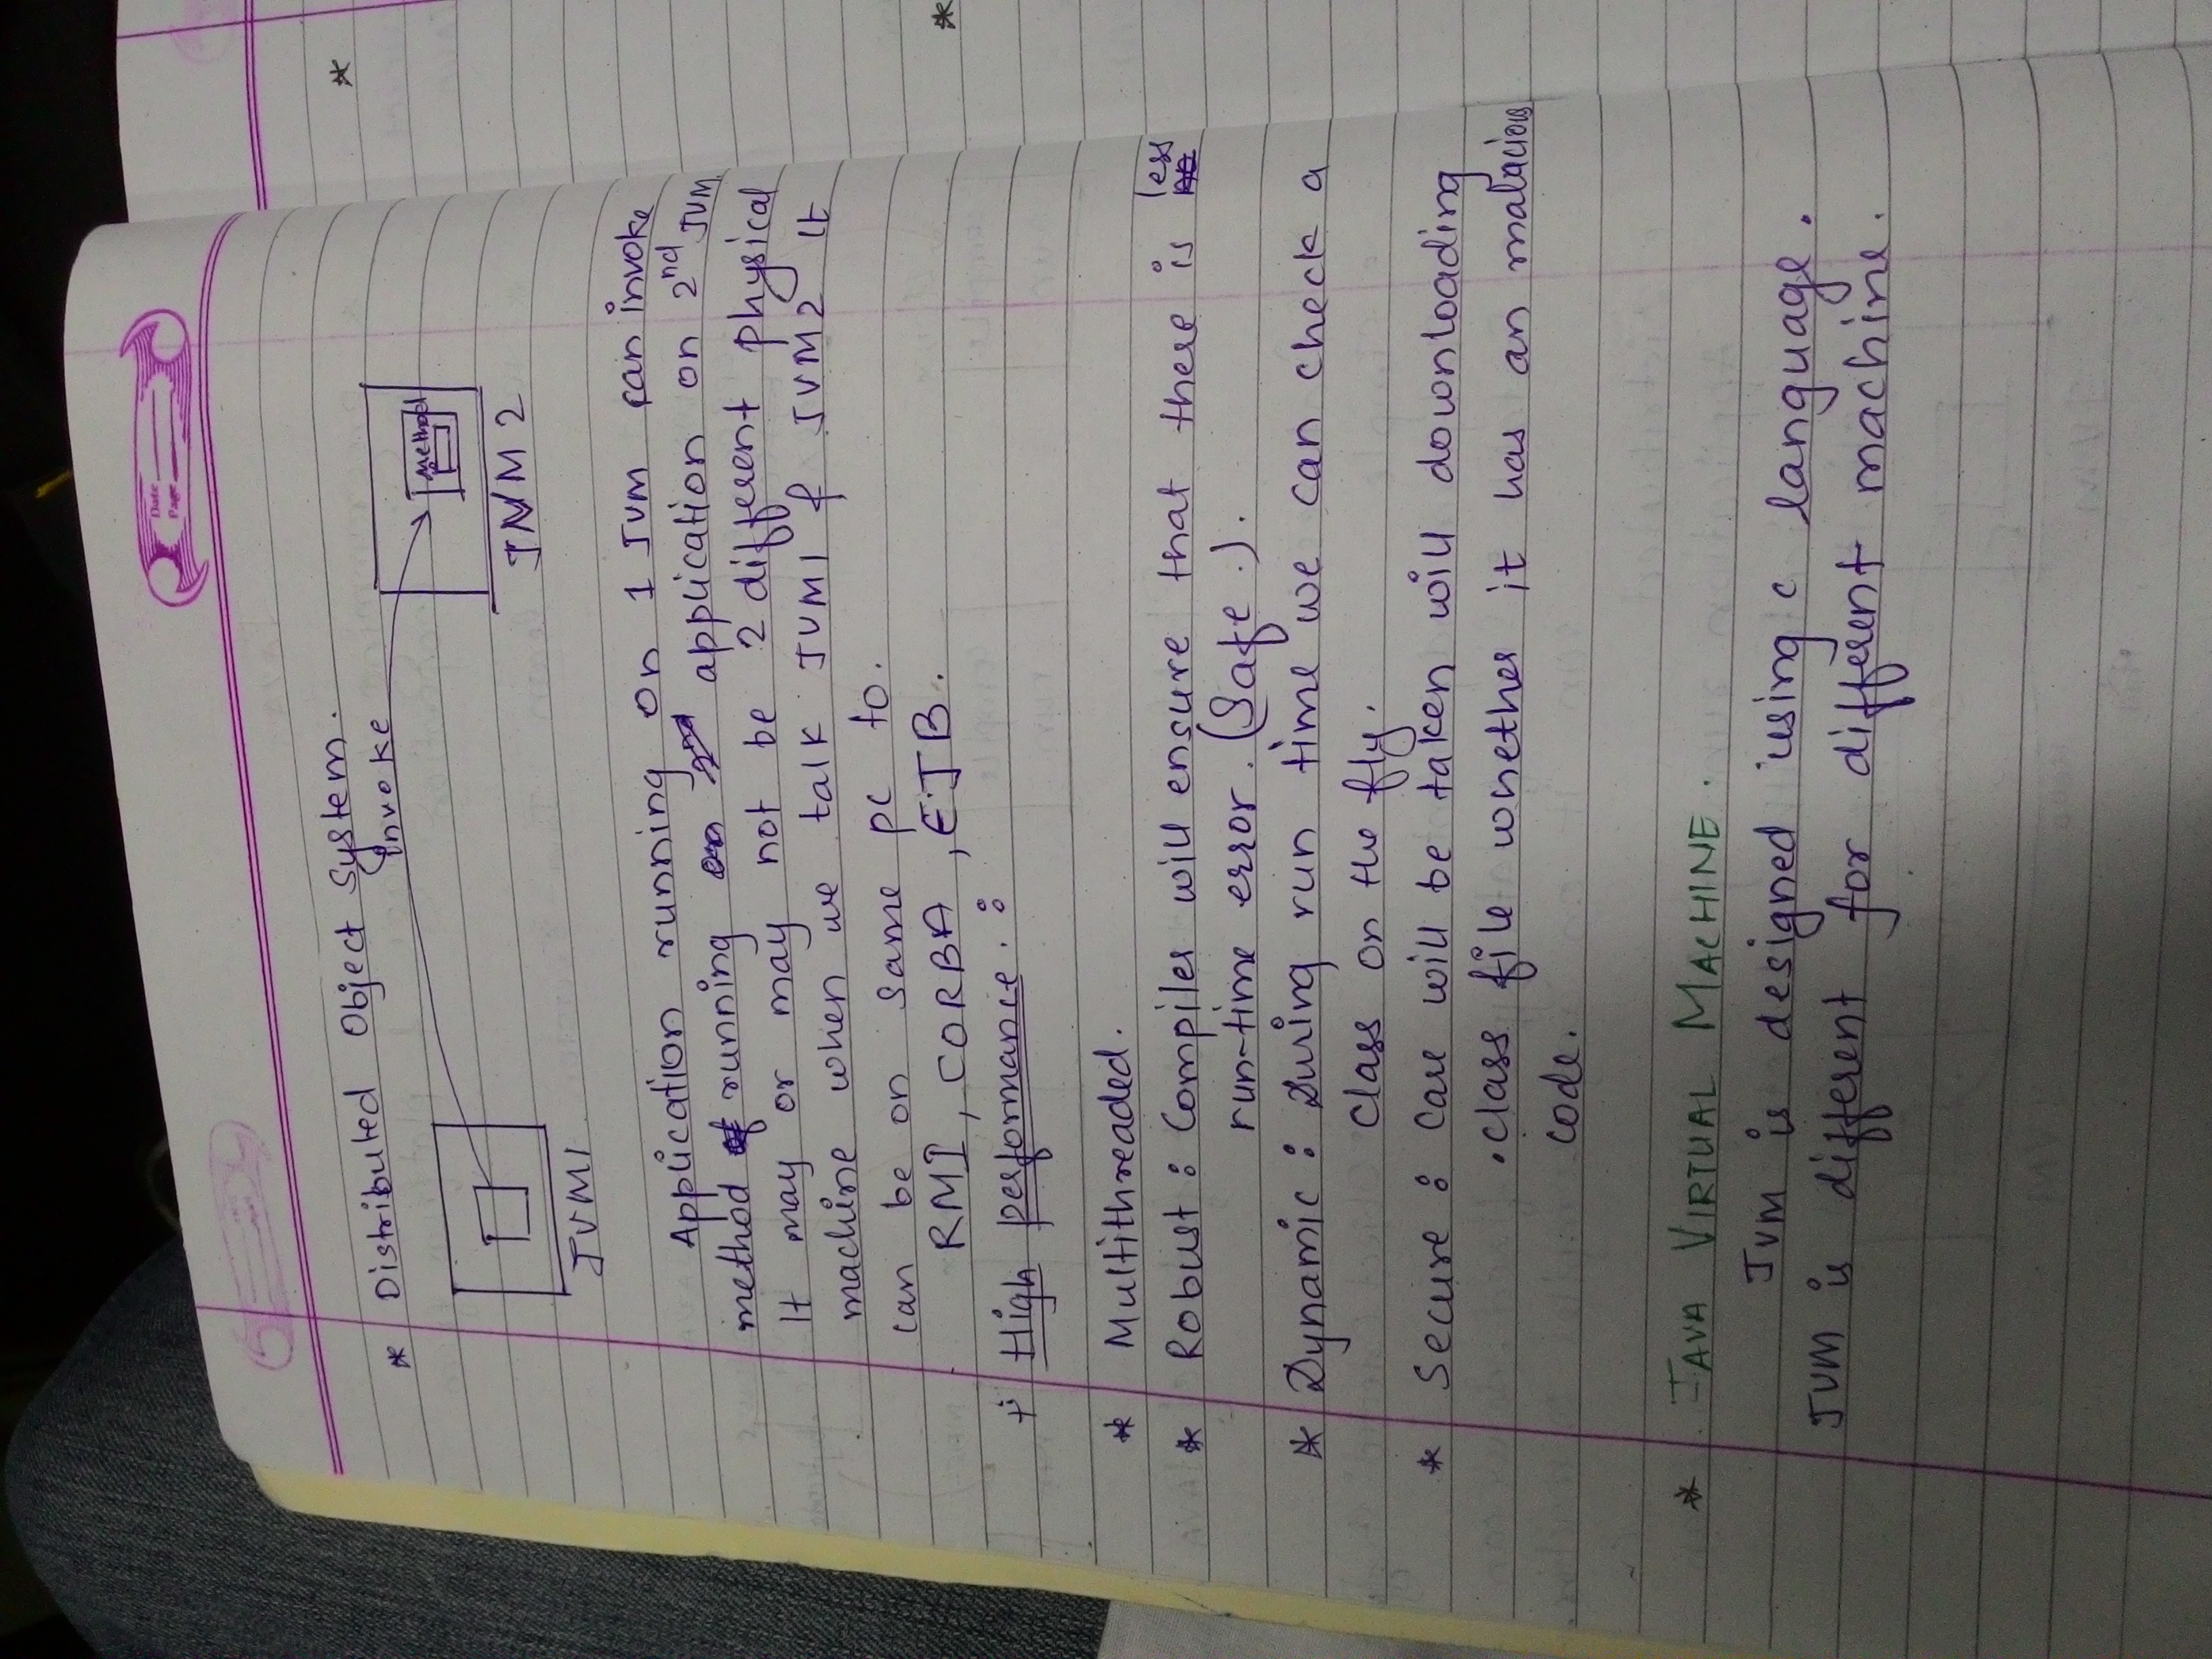 Date
Page
* Distributed Object System.
invoke
Method
JVM1
JVM 2
Application running on 1 JVM can invoke
method running application on 2nd JVM.
It may or may not be 2 different physical
machine when we talk JVM1 & JVM2 It
can be on same pc to.
RMI, CORBA, EJB.
* High performance. :
* Multithreaded.
* Robust : Compiler will ensure that there is less
run-time error. (Safe.).
* Dynamic : During run time we can check a
class on the fly.
* Secure : Care will be taken will downloading
.class file whether it has an malacious
code.
* JAVA VIRTUAL MACHINE.
JVM is designed using c language.
JVM is different for different machine.
*
*